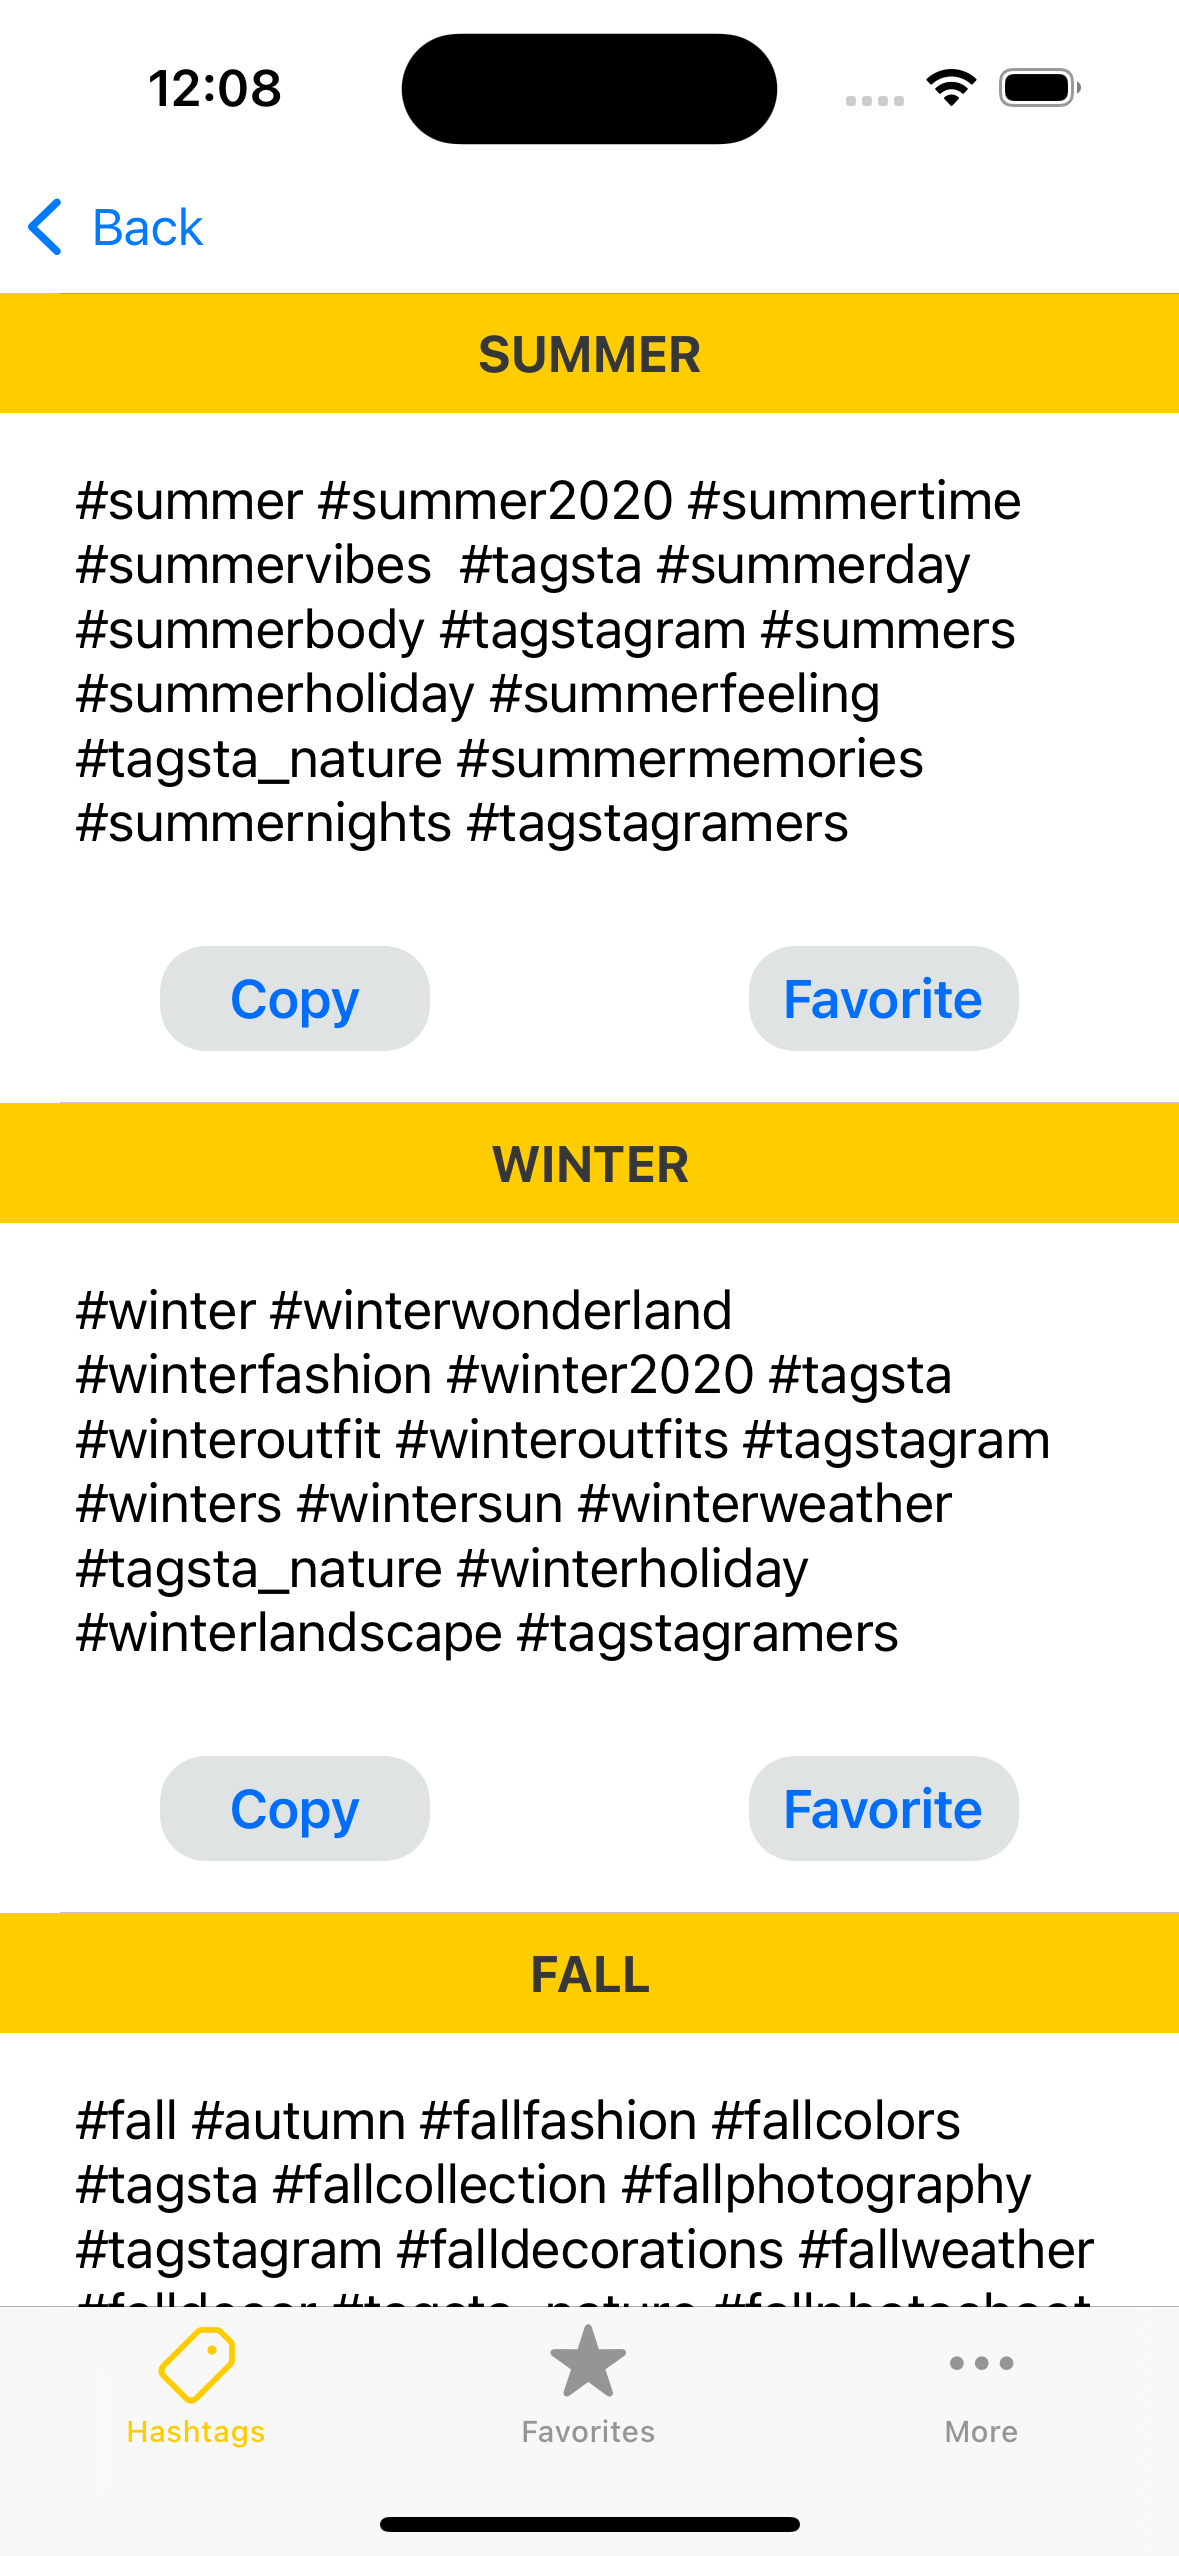 12:08
Back
SUMMER
#summer #summer2020 #summertime
#summervibes  #tagsta #summerday
#summerbody #tagstagram #summers
#summerholiday #summerfeeling
#tagsta_nature #summermemories
#summernights #tagstagramers
Copy Favorite
WINTER
#winter #winterwonderland
#winterfashion #winter2020 #tagsta
#winteroutfit #winteroutfits #tagstagram
#winters #wintersun #winterweather
#tagsta_nature #winterholiday
#winterlandscape #tagstagramers
Copy Favorite
FALL
#fall #autumn #fallfashion #fallcolors
#tagsta #fallcollection #fallphotography
#tagstagram #falldecorations #fallweather
#tagsta_nature #fallphotoshoot
Hashtags Favorites More